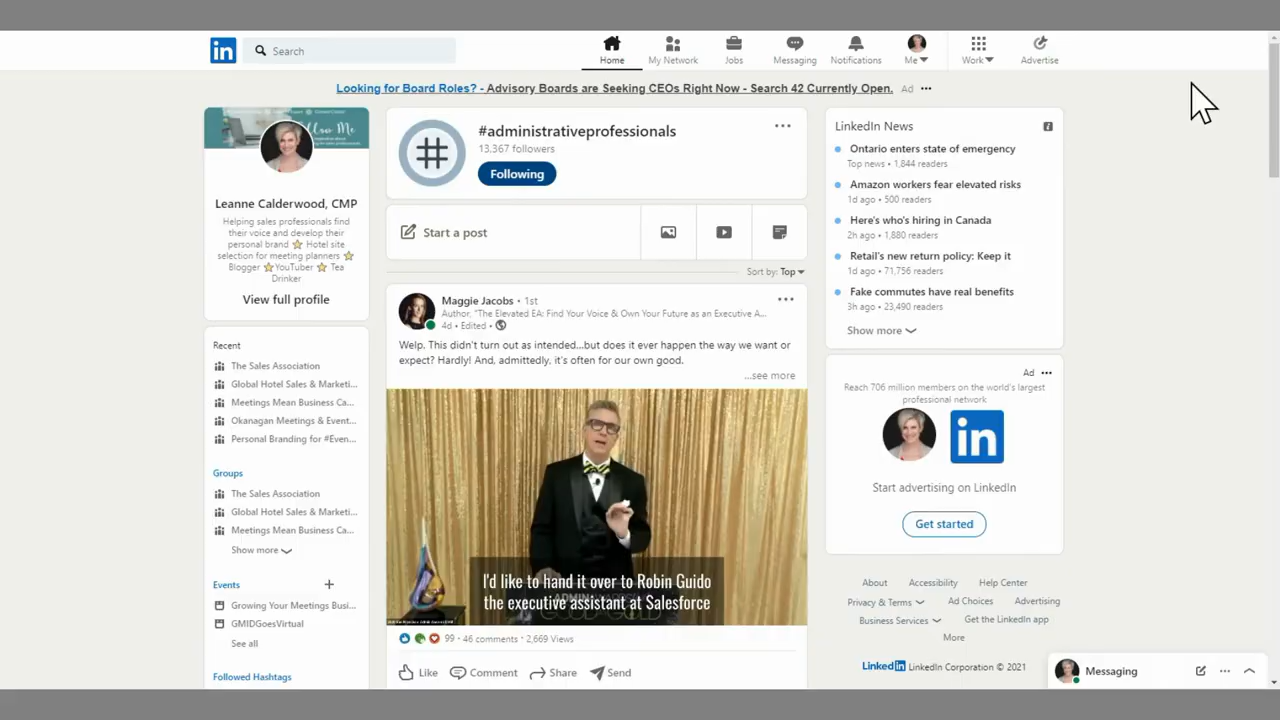 in
Search
Home
My Network
Jobs
Messaging
Notifications
Me
Work
Advertise
Looking for Board Roles? - Advisory Boards are Seeking CEOs Right Now - Search 42 Currently Open. Ad
Leanne Calderwood, CMP
Helping sales professionals find
their voice and develop their
personal brand ⭐ Hotel site
selection for meeting planners ⭐
Blogger ⭐YouTube ⭐ Tea
Drinker
View full profile
Recent
The Sales Association
Global Hotel Sales & Marketi...
Meetings Mean Business Ca...
Okanagan Meetings & Event...
Personal Branding for #Even...
Groups
The Sales Association
Global Hotel Sales & Marketi...
Meetings Mean Business Ca...
Show more
Events +
Growing Your Meetings Busi...
GMIDGoesVirtual
See all
Followed Hashtags
#administrativeprofessionals
13,367 followers
Following
Start a post
Sort by: Top
Maggie Jacobs • 1st
Author, "The Elevated EA: Find Your Voice & Own Your Future as an Executive A...
4d • Edited •
Welp. This didn't turn out as intended...but does it ever happen the way we want or
expect? Hardly! And, admittedly, it's often for our own good.
...see more
I'd like to hand it over to Robin Guido
the executive assistant at Salesforce
99 • 46 comments • 2,669 Views
Like
Comment
Share
Send
LinkedIn News
Ontario enters state of emergency
Top news • 1,844 readers
Amazon workers fear elevated risks
1d ago • 500 readers
Here's who's hiring in Canada
2h ago • 1,880 readers
Retail's new return policy: Keep it
1d ago • 71,756 readers
Fake commutes have real benefits
3h ago • 23,490 readers
Show more
Ad
Reach 706 million members on the world's largest
professional network
in
Start advertising on LinkedIn
Get started
About
Accessibility
Help Center
Privacy & Terms
Ad Choices
Advertising
Business Services
Get the LinkedIn app
More
LinkedIn LinkedIn Corporation © 2021
Messaging